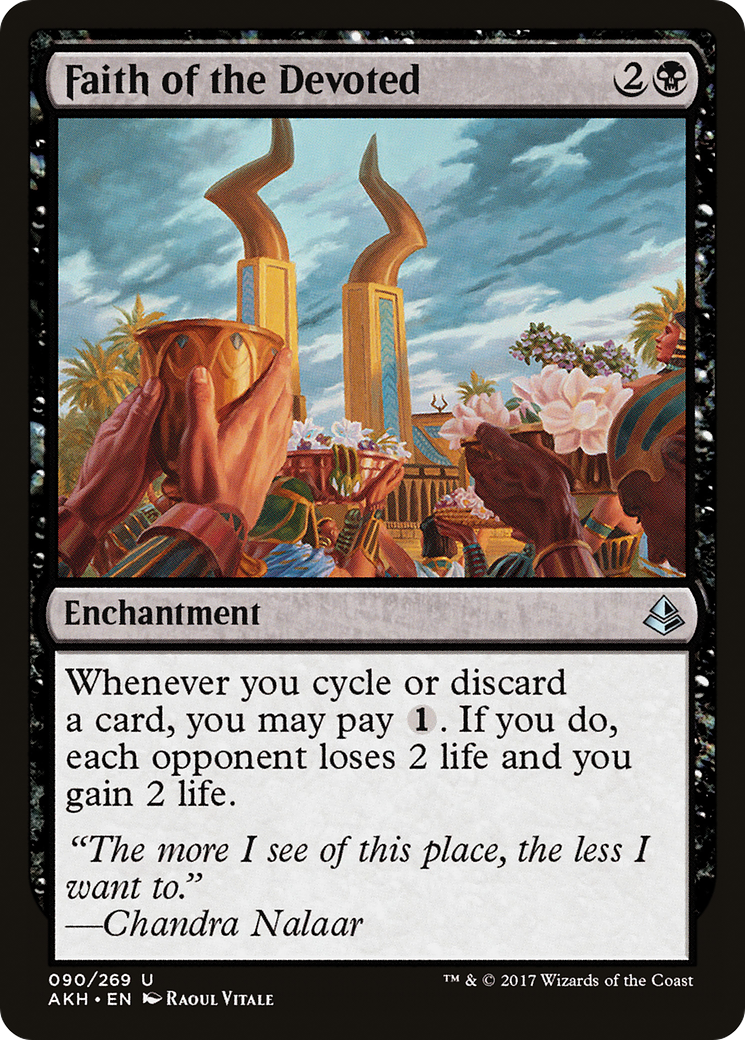 Faith of the Devoted 2
Enchantment
Whenever you cycle or discard
a card, you may pay 1. If you do,
each opponent loses 2 life and you
gain 2 life.
“The more I see of this place, the less I
want to.”
—Chandra Nalaar
090/269 U
™ & © 2017 Wizards of the Coast
AKH • EN Raoul Vitale